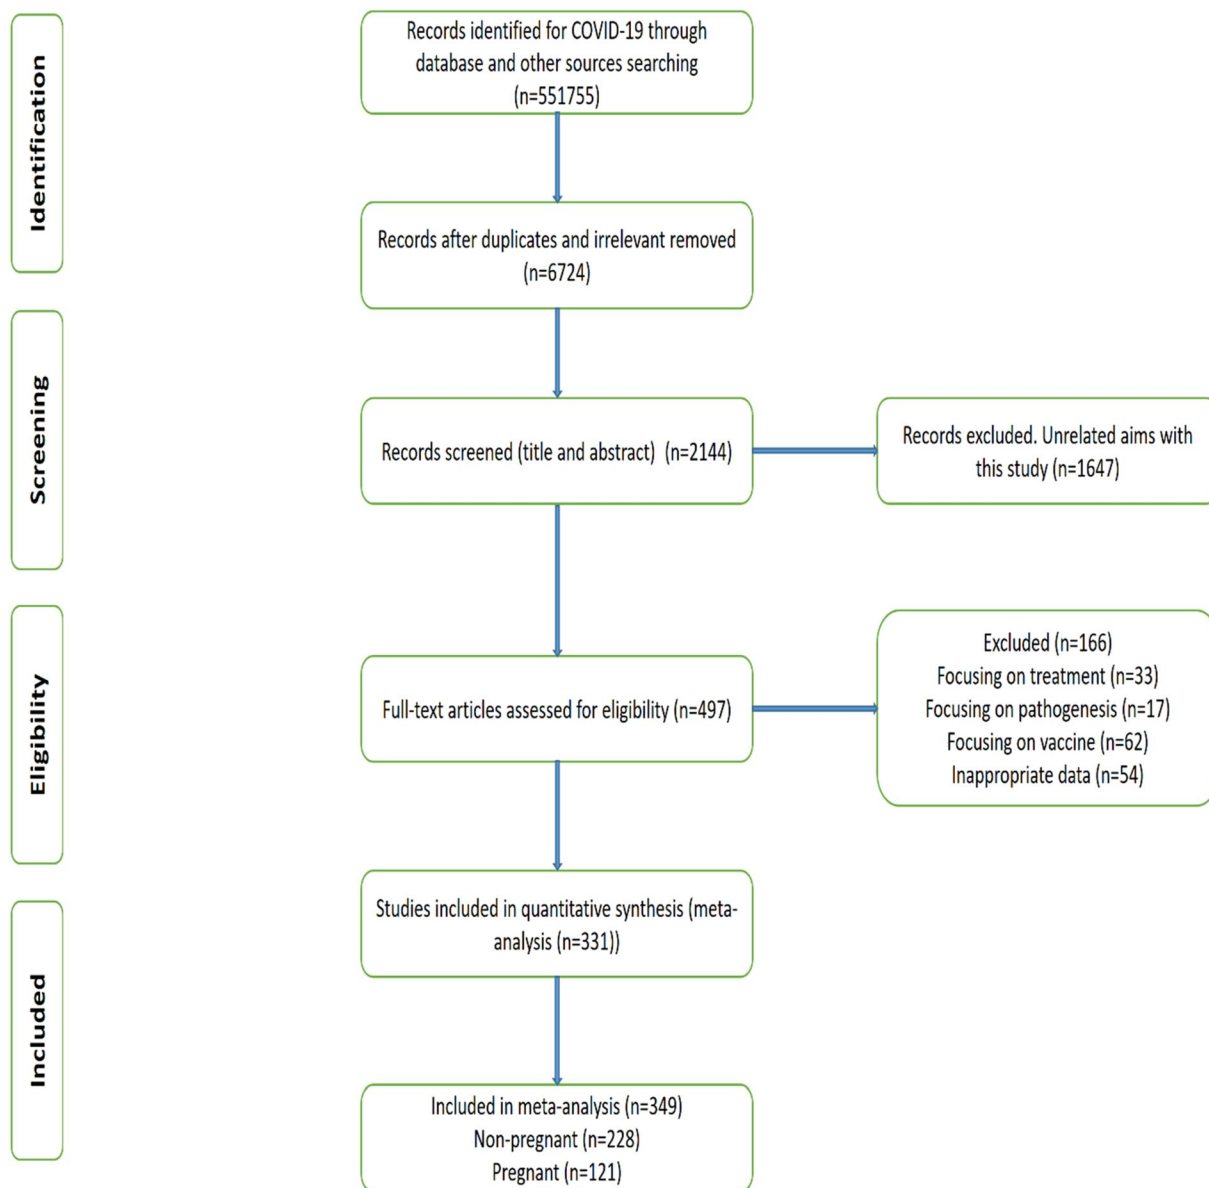 Identification
Records identified for COVID-19 through
database and other sources searching
(n=551755)
Records after duplicates and irrelevant removed
(n=6724)
Screening
Records screened (title and abstract) (n=2144)
Records excluded. Unrelated aims with
this study (n=1647)
Eligibility
Full-text articles assessed for eligibility (n=497)
Excluded (n=166)
Focusing on treatment (n=33)
Focusing on pathogenesis (n=17)
Focusing on vaccine (n=62)
Inappropriate data (n=54)
Included
Studies included in quantitative synthesis (meta-
analysis (n=331))
Included in meta-analysis (n=349)
Non-pregnant (n=228)
Pregnant (n=121)